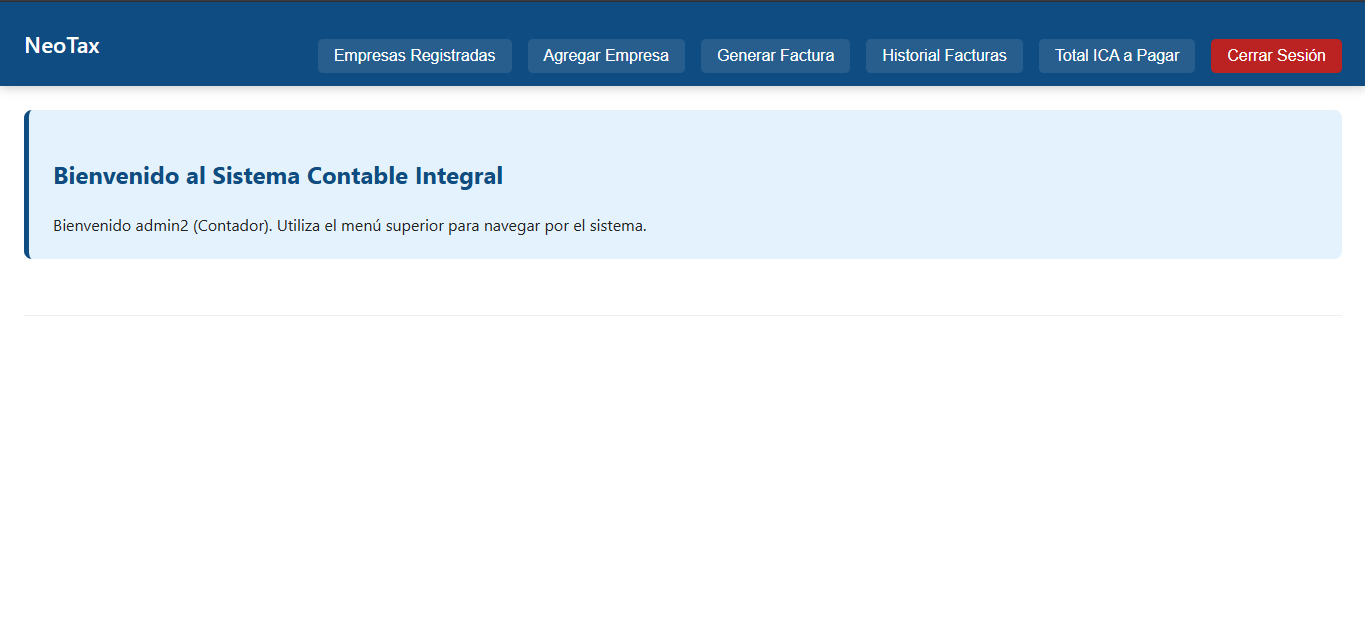 NeoTax
Empresas Registradas
Agregar Empresa
Generar Factura
Historial Facturas
Total ICA a Pagar
Cerrar Sesión
Bienvenido al Sistema Contable Integral
Bienvenido admin2 (Contador). Utiliza el menú superior para navegar por el sistema.